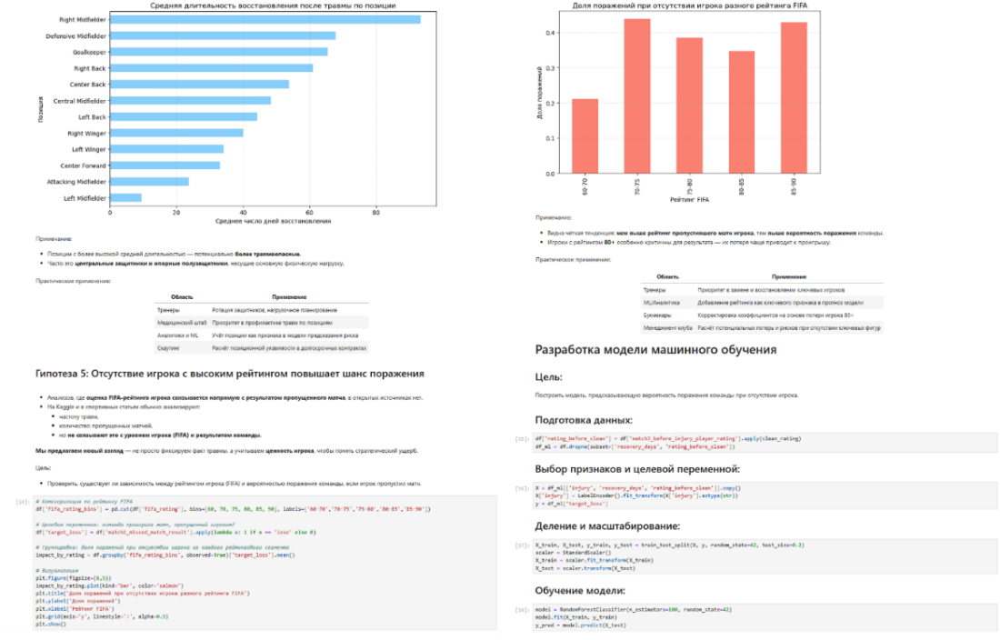 Средняя длительность восстановления после травмы по позиции
Позиция
Right Midfielder
Defensive Midfielder
Goalkeeper
Right Back
Center Back
Central Midfielder
Left Back
Right Winger
Left Winger
Center Forward
Attacking Midfielder
Left Midfielder
0 20 40 60 80
Среднее число дней восстановления
Примечание:
Позиции с более высокой средней длительностью — потенциально более травмоопасные.
Часто это центральные защитники и опорные полузащитники, несущие основную физическую нагрузку.
Практическое применение:
Область Применение
Тренеры Ротация защитников, нагрузочное планирование
Медицинский штаб Приоритет в профилактике травм по позициям
Аналитики и ML Учёт позиции как признака в модели предсказания риска
Скаутинг Расчёт позиционной уязвимости в долгосрочных контрактах
Гипотеза 5: Отсутствие игрока с высоким рейтингом повышает шанс поражения
Анализов, где оценка FIFA-рейтинга игрока связывается напрямую с результатом пропущенного матча, в открытых источниках нет.
На Kaggle и в спортивных статьях обычно анализируют:
частоту травм,
количество пропущенных матчей,
но не связывают это с уровнем игрока (FIFA) и результатом команды.
Мы предлагаем новый взгляд — не просто фиксируем факт травмы, а учитываем ценность игрока, чтобы понять стратегический ущерб.
Цель:
Проверить, существует ли зависимость между рейтингом игрока (FIFA) и вероятностью поражения команды, если игрок пропустил матч.
# Категоризация по рейтингу FIFA
df['fifa_rating_bins'] = pd.cut(df['fifa_rating'], bins=[60, 70, 75, 80, 85, 90], labels=['60-70','70-75','75-80','80-85','85-90'])
# Целевая переменная: команда проиграла матч, пропущенный игроком?
df['target_loss'] = df['match1_missed_match_result'].apply(lambda x: 1 if x == 'lose' else 0)
# Группировка: доля поражений при отсутствии игрока из каждого рейтингового сегмента
impact_by_rating = df.groupby('fifa_rating_bins', observed=True)['target_loss'].mean()
# Визуализация
plt.figure(figsize=(8,5))
impact_by_rating.plot(kind='bar', color='salmon')
plt.title('Доля поражений при отсутствии игрока разного рейтинга FIFA')
plt.ylabel('Доля поражений')
plt.xlabel('Рейтинг FIFA')
plt.grid(axis='y', linestyle=':', alpha=0.5)
plt.show()
Доля поражений при отсутствии игрока разного рейтинга FIFA
Доля поражений
0.4
0.3
0.2
0.1
0.0
60-70 70-75 75-80 80-85 85-90
Рейтинг FIFA
Примечание:
Видна чёткая тенденция: чем выше рейтинг пропустившего матч игрока, тем выше вероятность поражения команды.
Игроки с рейтингом 80+ особенно критичны для результата — их потеря чаще приводит к проигрышу.
Практическое применение:
Область Применение
Тренеры Приоритет в замене и восстановлении ключевых игроков
ML/Аналитика Добавление рейтинга как ключевого признака в прогноз модели
Букмекеры Корректировка коэффициентов на основе потери игрока 80+
Менеджмент клуба Расчёт потенциальных потерь и рисков при отсутствии ключевых фигур
Разработка модели машинного обучения
Цель:
Построить модель, предсказывающую вероятность поражения команды при отсутствии игрока.
Подготовка данных:
[15]: df['rating_before_clean'] = df['match1_before_injury_player_rating'].apply(clean_rating)
df_ml = df.dropna(subset=['recovery_days', 'rating_before_clean'])
Выбор признаков и целевой переменной:
[16]: X = df_ml[['injury', 'recovery_days', 'rating_before_clean']].copy()
X['injury'] = LabelEncoder().fit_transform(X['injury'].astype(str))
y = df_ml['target_loss']
Деление и масштабирование:
[17]: X_train, X_test, y_train, y_test = train_test_split(X, y, random_state=42, test_size=0.2)
scaler = StandardScaler()
X_train = scaler.fit_transform(X_train)
X_test = scaler.transform(X_test)
Обучение модели:
[18]: model = RandomForestClassifier(n_estimators=100, random_state=42)
model.fit(X_train, y_train)
y_pred = model.predict(X_test)